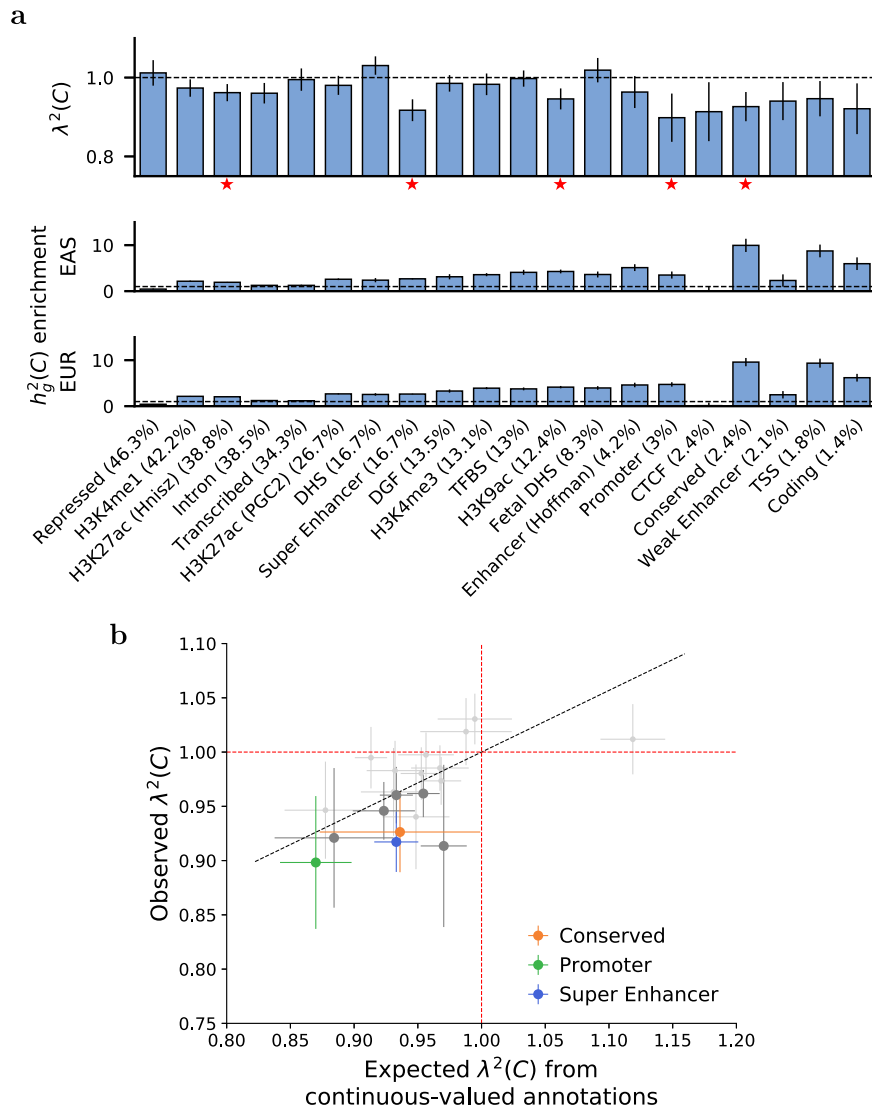 a
λ²(C)
1.0
0.8
h²g(C) enrichment
EAS
10
0
EUR
10
0
Repressed (46.3%)
H3K4me1 (42.2%)
H3K27ac (Hnisz) (38.8%)
Intron (38.5%)
Transcribed (34.3%)
H3K27ac (PGC2) (26.7%)
DHS (16.7%)
Super Enhancer (16.7%)
DGF (13.5%)
H3K4me3 (13.1%)
TFBS (13%)
H3K9ac (12.4%)
Fetal DHS (8.3%)
Enhancer (Hoffman) (4.2%)
Promoter (3%)
CTCF (2.4%)
Conserved (2.4%)
Weak Enhancer (2.1%)
TSS (1.8%)
Coding (1.4%)
b
Observed λ²(C)
1.10
1.05
1.00
0.95
0.90
0.85
0.80
0.75
Conserved
Promoter
Super Enhancer
0.80 0.85 0.90 0.95 1.00 1.05 1.10 1.15 1.20
Expected λ²(C) from
continuous-valued annotations